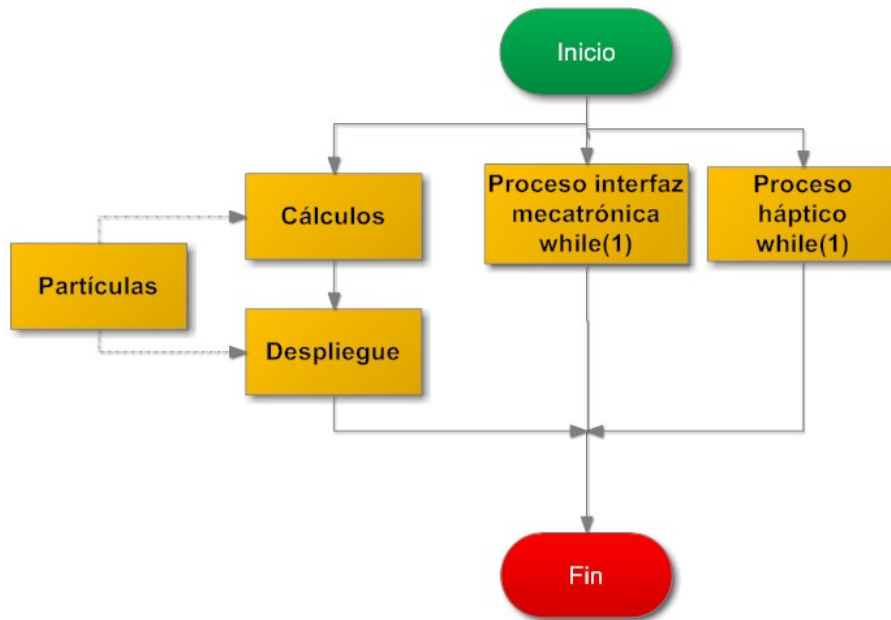 Inicio
Cálculos
Proceso interfaz
mecatrónica
while(1)
Proceso
háptico
while(1)
Partículas
Despliegue
Fin